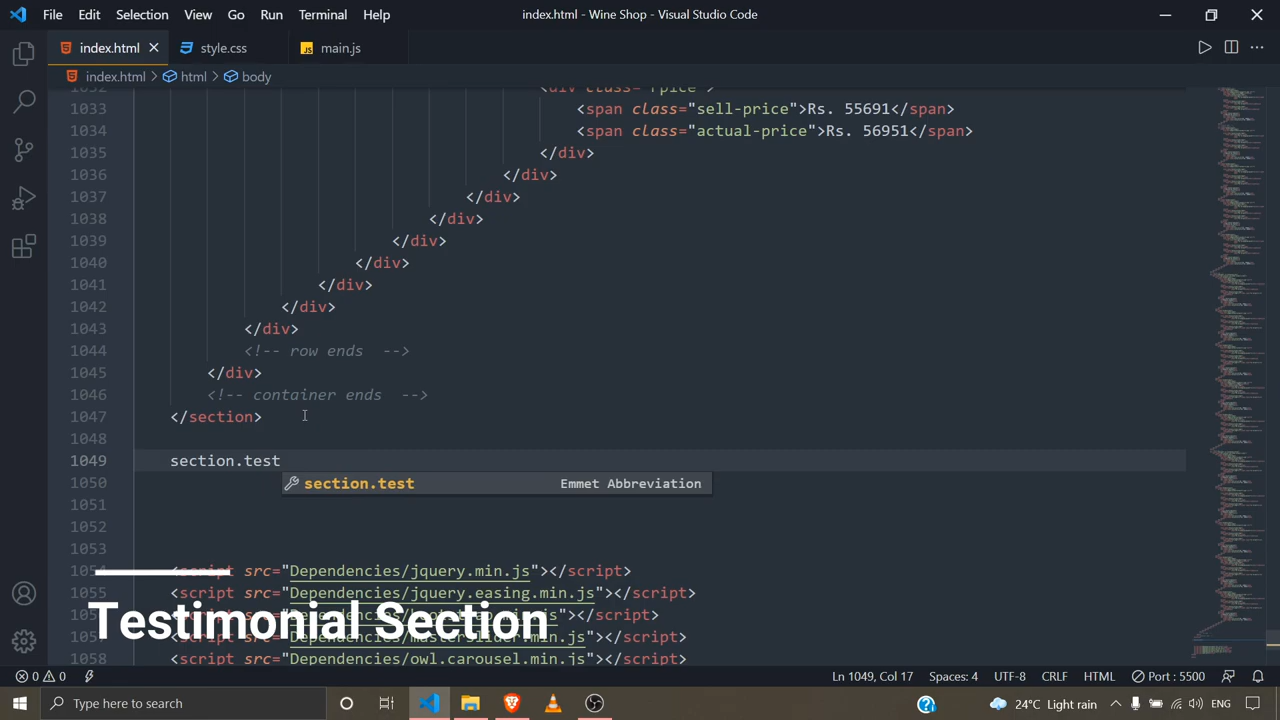 File Edit Selection View Go Run Terminal Help index.html - Wine Shop - Visual Studio Code
index.html style.css JS main.js
index.html > html > body
1033 <span class="sell-price">Rs. 55691</span>
1034 <span class="actual-price">Rs. 56951</span>
1035 </div>
1036 </div>
1037 </div>
1038 </div>
1039 </div>
1040 </div>
1041 </div>
1042 </div>
1043 </div>
1044 <!-- row ends -->
1045 </div>
1046 <!-- container ends -->
1047 </section>
1048
1049 section.test
section.test Emmet Abbreviation
1050
1051
1052
1053
<script src="Dependencies/jquery.min.js"></script>
1055 <script src="Dependencies/jquery.easing.min.js"></script>
Testimonial Section
1058 <script src="Dependencies/owl.carousel.min.js"></script>
0 0 Ln 1049, Col 17 Spaces: 4 UTF-8 CRLF HTML Port : 5500
Type here to search 24°C Light rain ENG